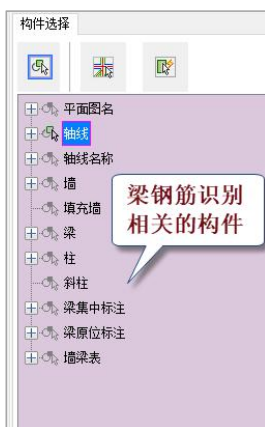 构件选择
平面图名
轴线
轴线名称
墙
填充墙
梁
柱
斜柱
梁集中标注
梁原位标注
墙梁表
梁钢筋识别
相关的构件